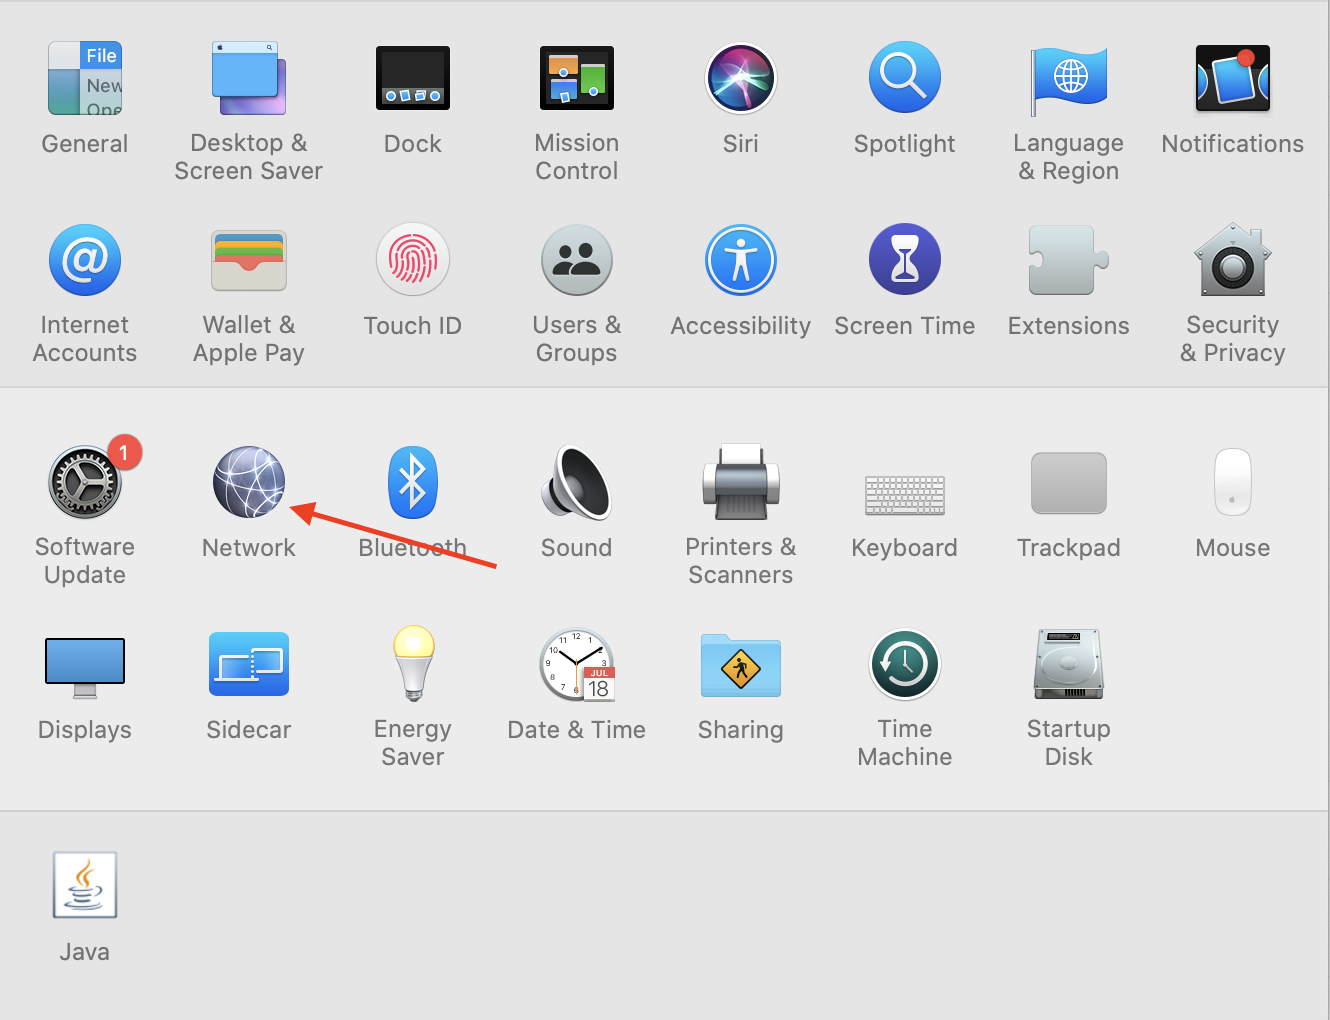 File
New
Ope
General
Desktop &
Screen Saver
Dock
Mission
Control
Siri
Spotlight
Language
& Region
Notifications
@
Internet
Accounts
Wallet &
Apple Pay
Touch ID
Users &
Groups
Accessibility
Screen Time
Extensions
Security
& Privacy
1
Software
Update
Network
Bluetooth
Sound
Printers &
Scanners
Keyboard
Trackpad
Mouse
Displays
Sidecar
Energy
Saver
11 12 1
10
9 3
8
7 6
JUL
18
Date & Time
Sharing
Time
Machine
Startup
Disk
Java